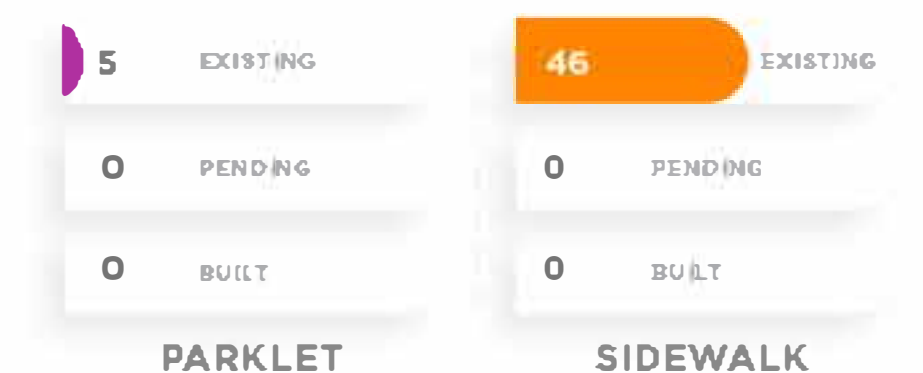 5 EXISTING
0 PENDING
0 BUILT
PARKLET
46 EXISTING
0 PENDING
0 BUILT
SIDEWALK